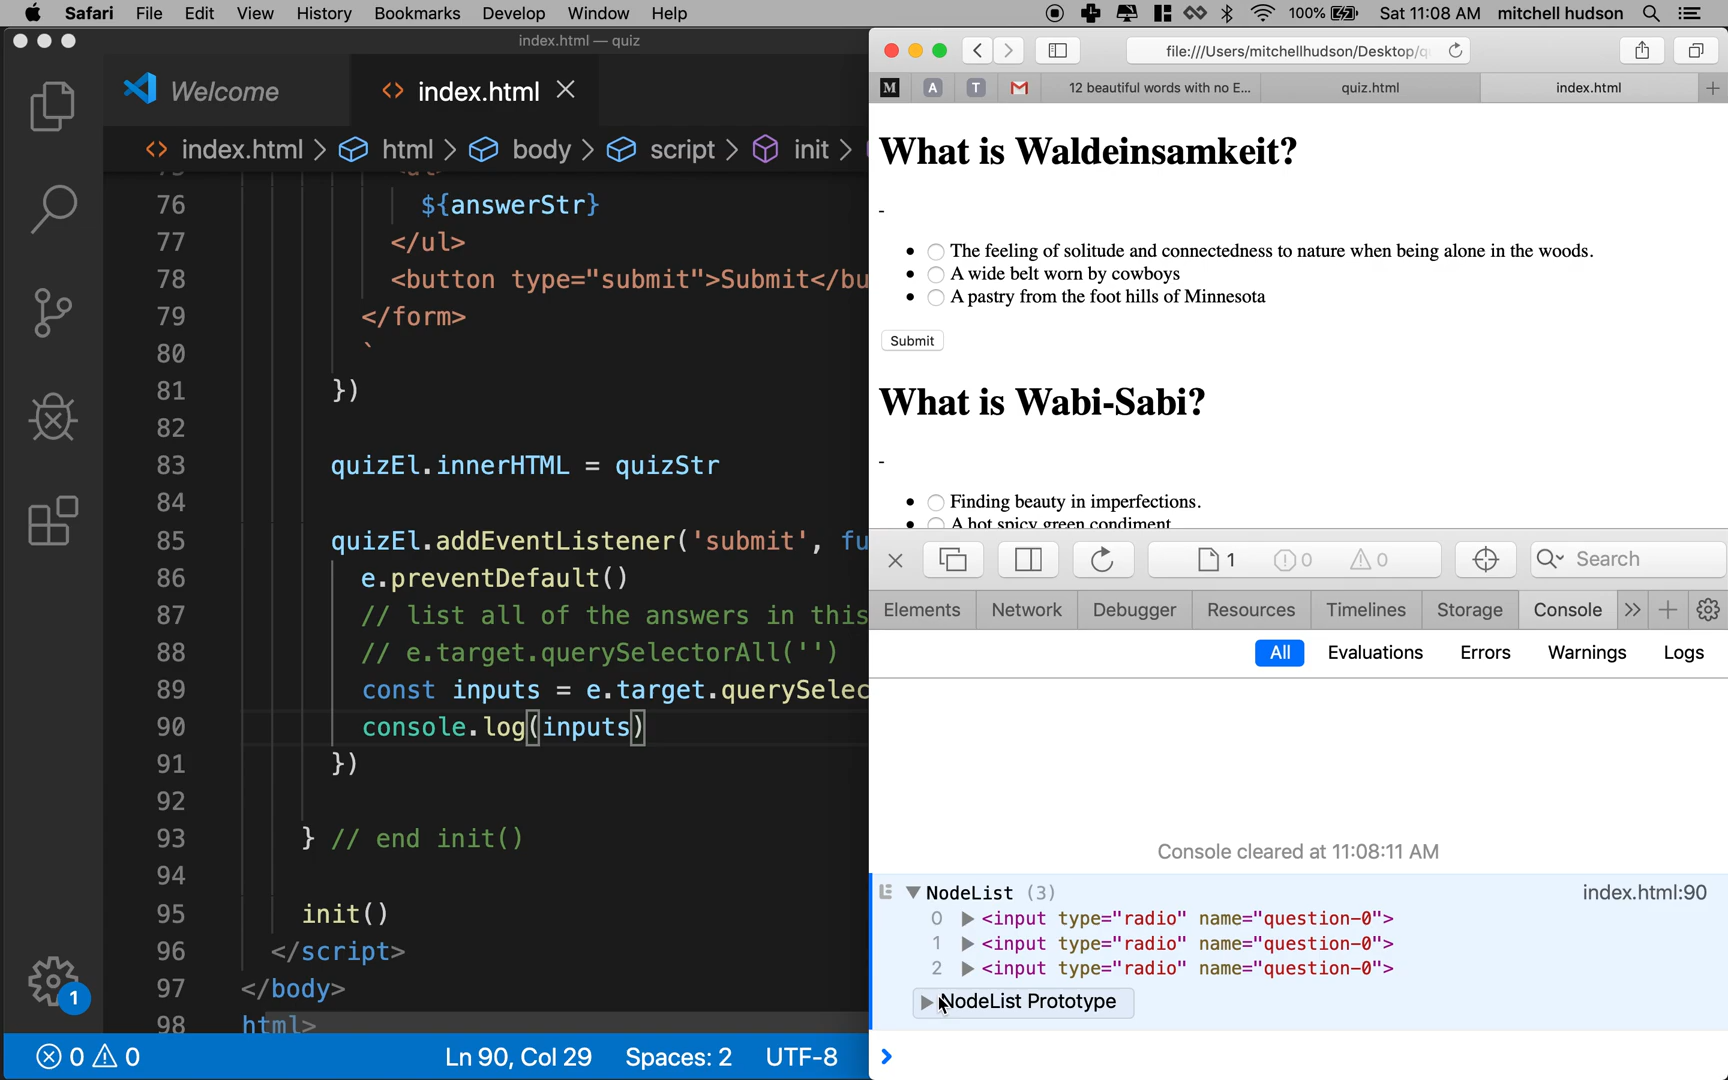 Safari File Edit View History Bookmarks Develop Window Help 100% Sat 11:08 AM mitchell hudson
index.html — quiz
Welcome
<> index.html
<> index.html > html > body > script > init >
76 ${answerStr}
77 </ul>
78 <button type="submit">Submit</bu
79 </form>
80 `
81 })
82
83 quizEl.innerHTML = quizStr
84
85 quizEl.addEventListener('submit', fu
86 e.preventDefault()
87 // list all of the answers in this
88 // e.target.querySelectorAll('')
89 const inputs = e.target.querySelec
90 console.log(inputs)
91 })
92
93 } // end init()
94
95 init()
96 </script>
97 </body>
98 html>
1
0 0 Ln 90, Col 29 Spaces: 2 UTF-8
file:///Users/mitchellhudson/Desktop/q
M A T 12 beautiful words with no E... quiz.html index.html +
What is Waldeinsamkeit?
-
• The feeling of solitude and connectedness to nature when being alone in the woods.
• A wide belt worn by cowboys
• A pastry from the foot hills of Minnesota
Submit
What is Wabi-Sabi?
-
• Finding beauty in imperfections.
• A hot spicy green condiment
1 0 0 Search
Elements Network Debugger Resources Timelines Storage Console
All Evaluations Errors Warnings Logs
Console cleared at 11:08:11 AM
E NodeList (3) index.html:90
0 <input type="radio" name="question-0">
1 <input type="radio" name="question-0">
2 <input type="radio" name="question-0">
NodeList Prototype